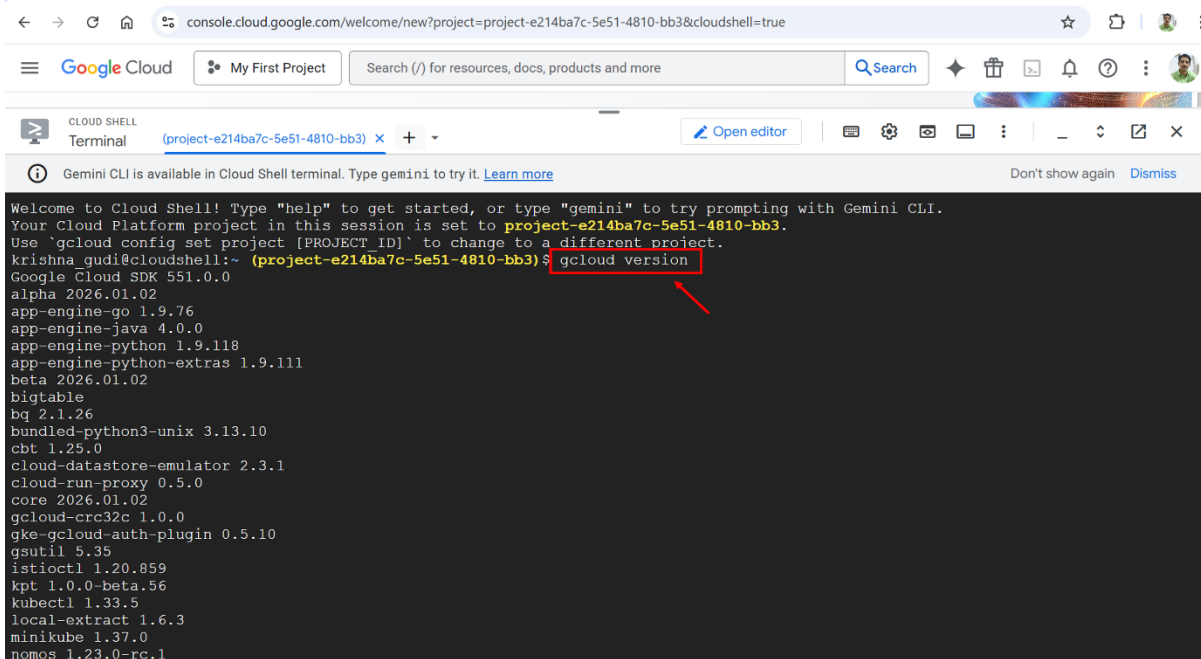 console.cloud.google.com/welcome/new?project=project-e214ba7c-5e51-4810-bb3&cloudshell=true
Google Cloud My First Project Search (/) for resources, docs, products and more Search
CLOUD SHELL
Terminal (project-e214ba7c-5e51-4810-bb3) Open editor
Gemini CLI is available in Cloud Shell terminal. Type gemini to try it. Learn more Don't show again Dismiss
Welcome to Cloud Shell! Type "help" to get started, or type "gemini" to try prompting with Gemini CLI.
Your Cloud Platform project in this session is set to project-e214ba7c-5e51-4810-bb3.
Use `gcloud config set project [PROJECT_ID]` to change to a different project.
krishna_gudi@cloudshell:~ (project-e214ba7c-5e51-4810-bb3)$ gcloud version
Google Cloud SDK 551.0.0
alpha 2026.01.02
app-engine-go 1.9.76
app-engine-java 4.0.0
app-engine-python 1.9.118
app-engine-python-extras 1.9.111
beta 2026.01.02
bigtable
bq 2.1.26
bundled-python3-unix 3.13.10
cbt 1.25.0
cloud-datastore-emulator 2.3.1
cloud-run-proxy 0.5.0
core 2026.01.02
gcloud-crc32c 1.0.0
gke-gcloud-auth-plugin 0.5.10
gsutil 5.35
istioctl 1.20.859
kpt 1.0.0-beta.56
kubectl 1.33.5
local-extract 1.6.3
minikube 1.37.0
nomos 1.23.0-rc.1